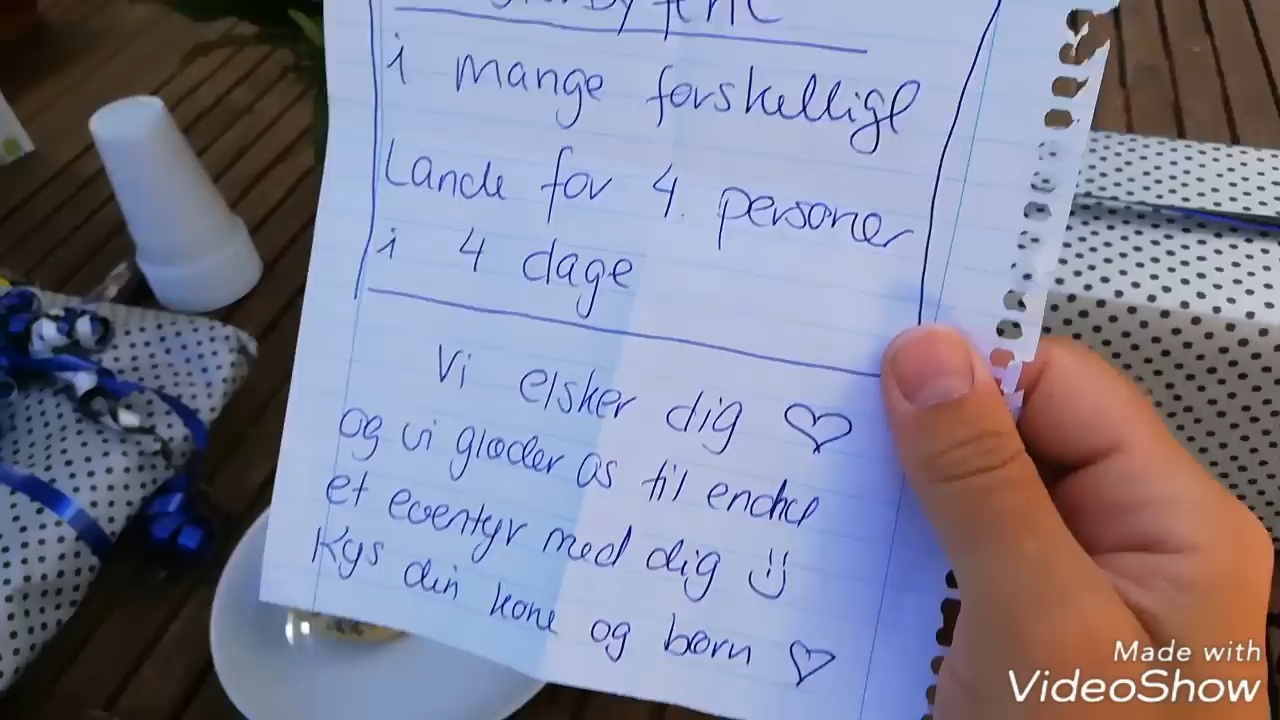 i mange forskellige
Lande for 4. personer
i 4 dage
Vi elsker dig ♡
og vi glæder os til endnu
et eventyr med dig :)
Kys din kone og børn ♡
Made with
VideoShow